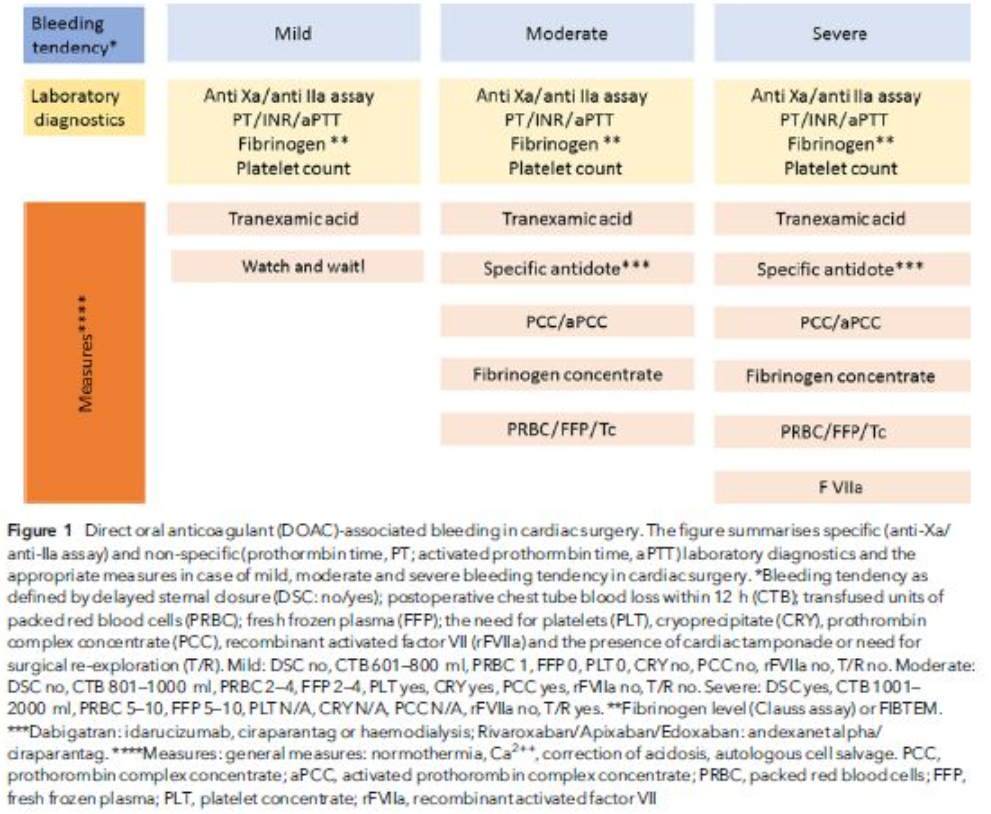 Bleeding tendency* Mild Moderate Severe
Laboratory diagnostics
Anti Xa/anti IIa assay Anti Xa/anti IIa assay Anti Xa/anti IIa assay
PT/INR/aPTT PT/INR/aPTT PT/INR/aPTT
Fibrinogen ** Fibrinogen ** Fibrinogen**
Platelet count Platelet count Platelet count
Measures****
Tranexamic acid Tranexamic acid Tranexamic acid
Watch and wait! Specific antidote*** Specific antidote***
PCC/aPCC PCC/aPCC
Fibrinogen concentrate Fibrinogen concentrate
PRBC/FFP/Tc PRBC/FFP/Tc
F VIIa
Figure 1 Direct oral anticoagulant (DOAC)-associated bleeding in cardiac surgery. The figure summarises specific (anti-Xa/
anti-IIa assay) and non-specific (prothormbin time, PT; activated prothormbin time, aPTT) laboratory diagnostics and the
appropriate measures in case of mild, moderate and severe bleeding tendency in cardiac surgery. *Bleeding tendency as
defined by delayed sternal closure (DSC: no/yes); postoperative chest tube blood loss within 12 h (CTB); transfused units of
packed red blood cells (PRBC); fresh frozen plasma (FFP); the need for platelets (PLT), cryoprecipitate (CRY), prothrombin
complex concentrate (PCC), recombinant activated factor VII (rFVIIa) and the presence of cardiac tamponade or need for
surgical re-exploration (T/R). Mild: DSC no, CTB 601–800 ml, PRBC 1, FFP 0, PLT 0, CRY no, PCC no, rFVIIa no, T/R no. Moderate:
DSC no, CTB 801–1000 ml, PRBC 2–4, FFP 2–4, PLT yes, CRY yes, PCC yes, rFVIIa no, T/R no. Severe: DSC yes, CTB 1001–
2000 ml, PRBC 5–10, FFP 5–10, PLT N/A, CRY N/A, PCC N/A, rFVIIa no, T/R yes. **Fibrinogen level (Clauss assay) or FIBTEM.
***Dabigatran: idarucizumab, ciraparantag or haemodialysis; Rivaroxaban/Apixaban/Edoxaban: andexanet alpha/
ciraparantag. ****Measures: general measures: normothermia, Ca2++, correction of acidosis, autologous cell salvage. PCC,
prothorombin complex concentrate; aPCC, activated prothorombin complex concentrate; PRBC, packed red blood cells; FFP,
fresh frozen plasma; PLT, platelet concentrate; rFVIIa, recombinant activated factor VII